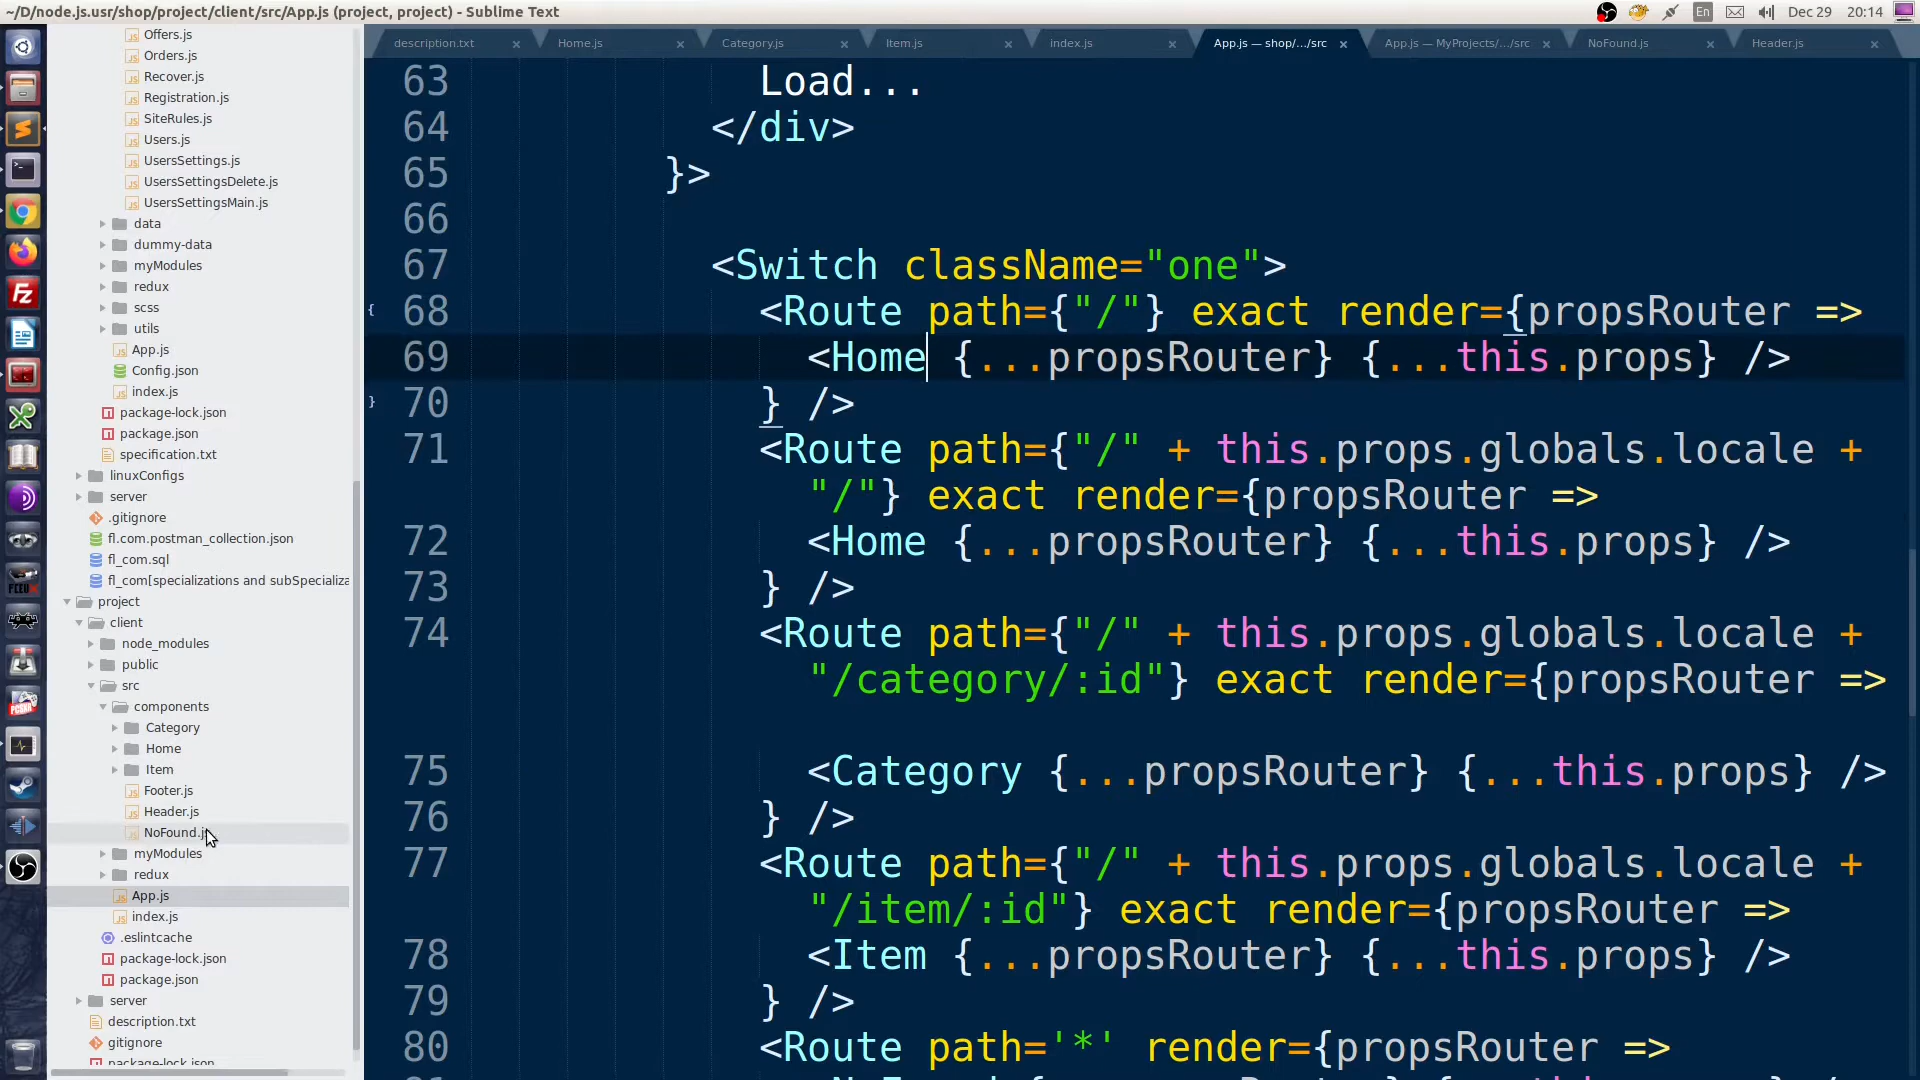 ~/D/node.js.usr/shop/project/client/src/App.js (project, project) - Sublime Text
En
Dec 29
20:14
description.txt
Home.js
Category.js
Item.js
index.js
App.js — shop/.../src
App.js — MyProjects/.../src
NoFound.js
Header.js
Offers.js
Orders.js
Recover.js
Registration.js
SiteRules.js
Users.js
UsersSettings.js
UsersSettingsDelete.js
UsersSettingsMain.js
data
dummy-data
myModules
redux
scss
utils
App.js
Config.json
index.js
package-lock.json
package.json
specification.txt
linuxConfigs
server
.gitignore
fl.com.postman_collection.json
fl_com.sql
fl_com[specializations and subSpecializa
project
client
node_modules
public
src
components
Category
Home
Item
Footer.js
Header.js
NoFound.js
myModules
redux
App.js
index.js
.eslintcache
package-lock.json
package.json
server
description.txt
gitignore
package-lock.json
63 Load...
64 </div>
65 }>
66
67 <Switch className="one">
68 <Route path={"/"} exact render={propsRouter =>
69 <Home {...propsRouter} {...this.props} />
70 } />
71 <Route path={"/" + this.props.globals.locale +
"/"} exact render={propsRouter =>
72 <Home {...propsRouter} {...this.props} />
73 } />
74 <Route path={"/" + this.props.globals.locale +
"/category/:id"} exact render={propsRouter =>
75 <Category {...propsRouter} {...this.props} />
76 } />
77 <Route path={"/" + this.props.globals.locale +
"/item/:id"} exact render={propsRouter =>
78 <Item {...propsRouter} {...this.props} />
79 } />
80 <Route path='*' render={propsRouter =>